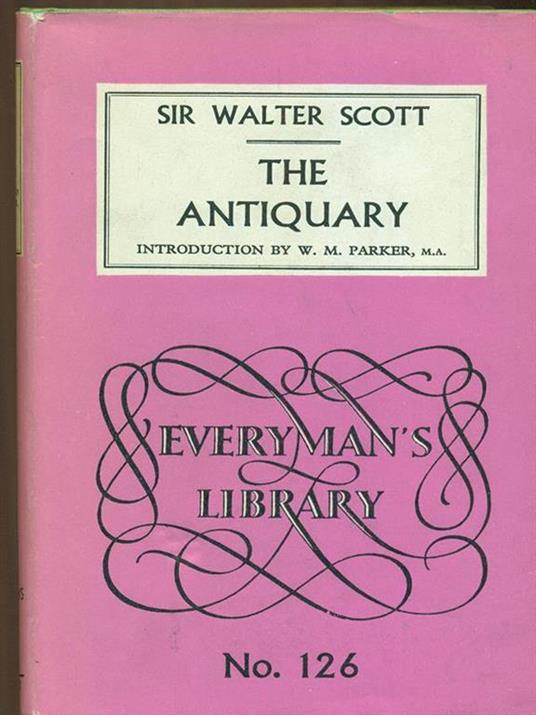 SIR WALTER SCOTT
THE
ANTIQUARY
INTRODUCTION BY W. M. PARKER, M.A.
EVERYMAN'S
LIBRARY
No. 126